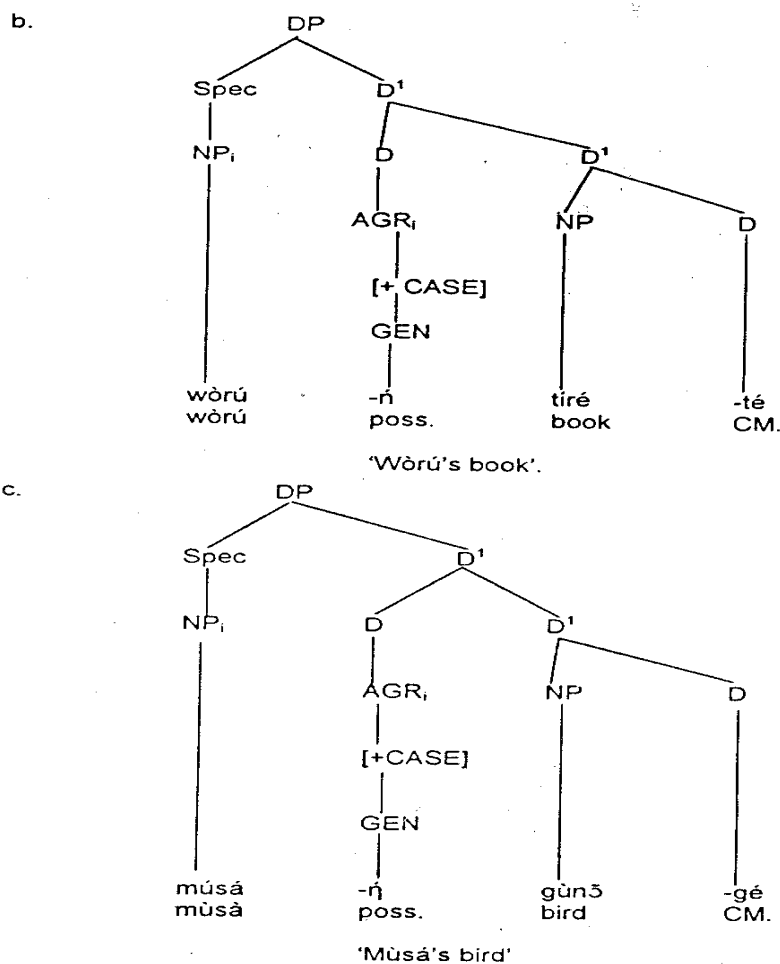 b.
DP
Spec D¹
NPᵢ D D¹
AGRᵢ NP D
[+ CASE]
GEN
wòrú -ń tíré -té
wòrú poss. book CM.
‘Wòrú’s book’.
c.
DP
Spec D¹
NPᵢ D D¹
AGRᵢ NP D
[+CASE]
GEN
músá -ŋ́ gùnɔ̃́ -gé
mùsà poss. bird CM.
‘Mùsá’s bird’